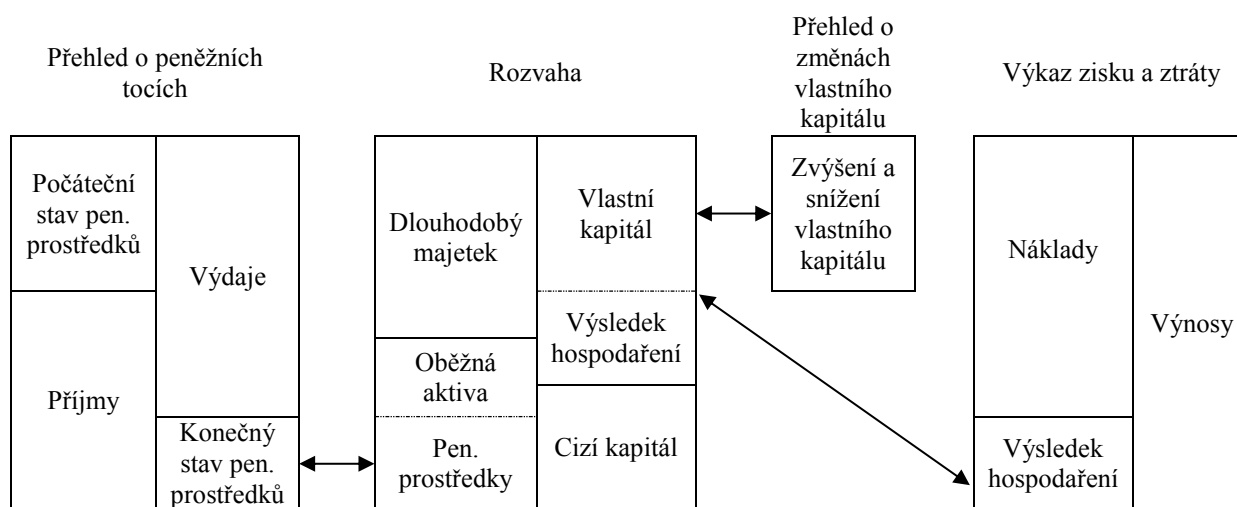 Přehled o peněžních
tocích
Rozvaha
Přehled o
změnách
vlastního
kapitálu
Výkaz zisku a ztráty
Počáteční
stav pen.
prostředků
Příjmy
Výdaje
Konečný
stav pen.
prostředků
Dlouhodobý
majetek
Oběžná
aktiva
Pen.
prostředky
Vlastní
kapitál
Výsledek
hospodaření
Cizí kapitál
Zvýšení a
snížení
vlastního
kapitálu
Náklady
Výsledek
hospodaření
Výnosy